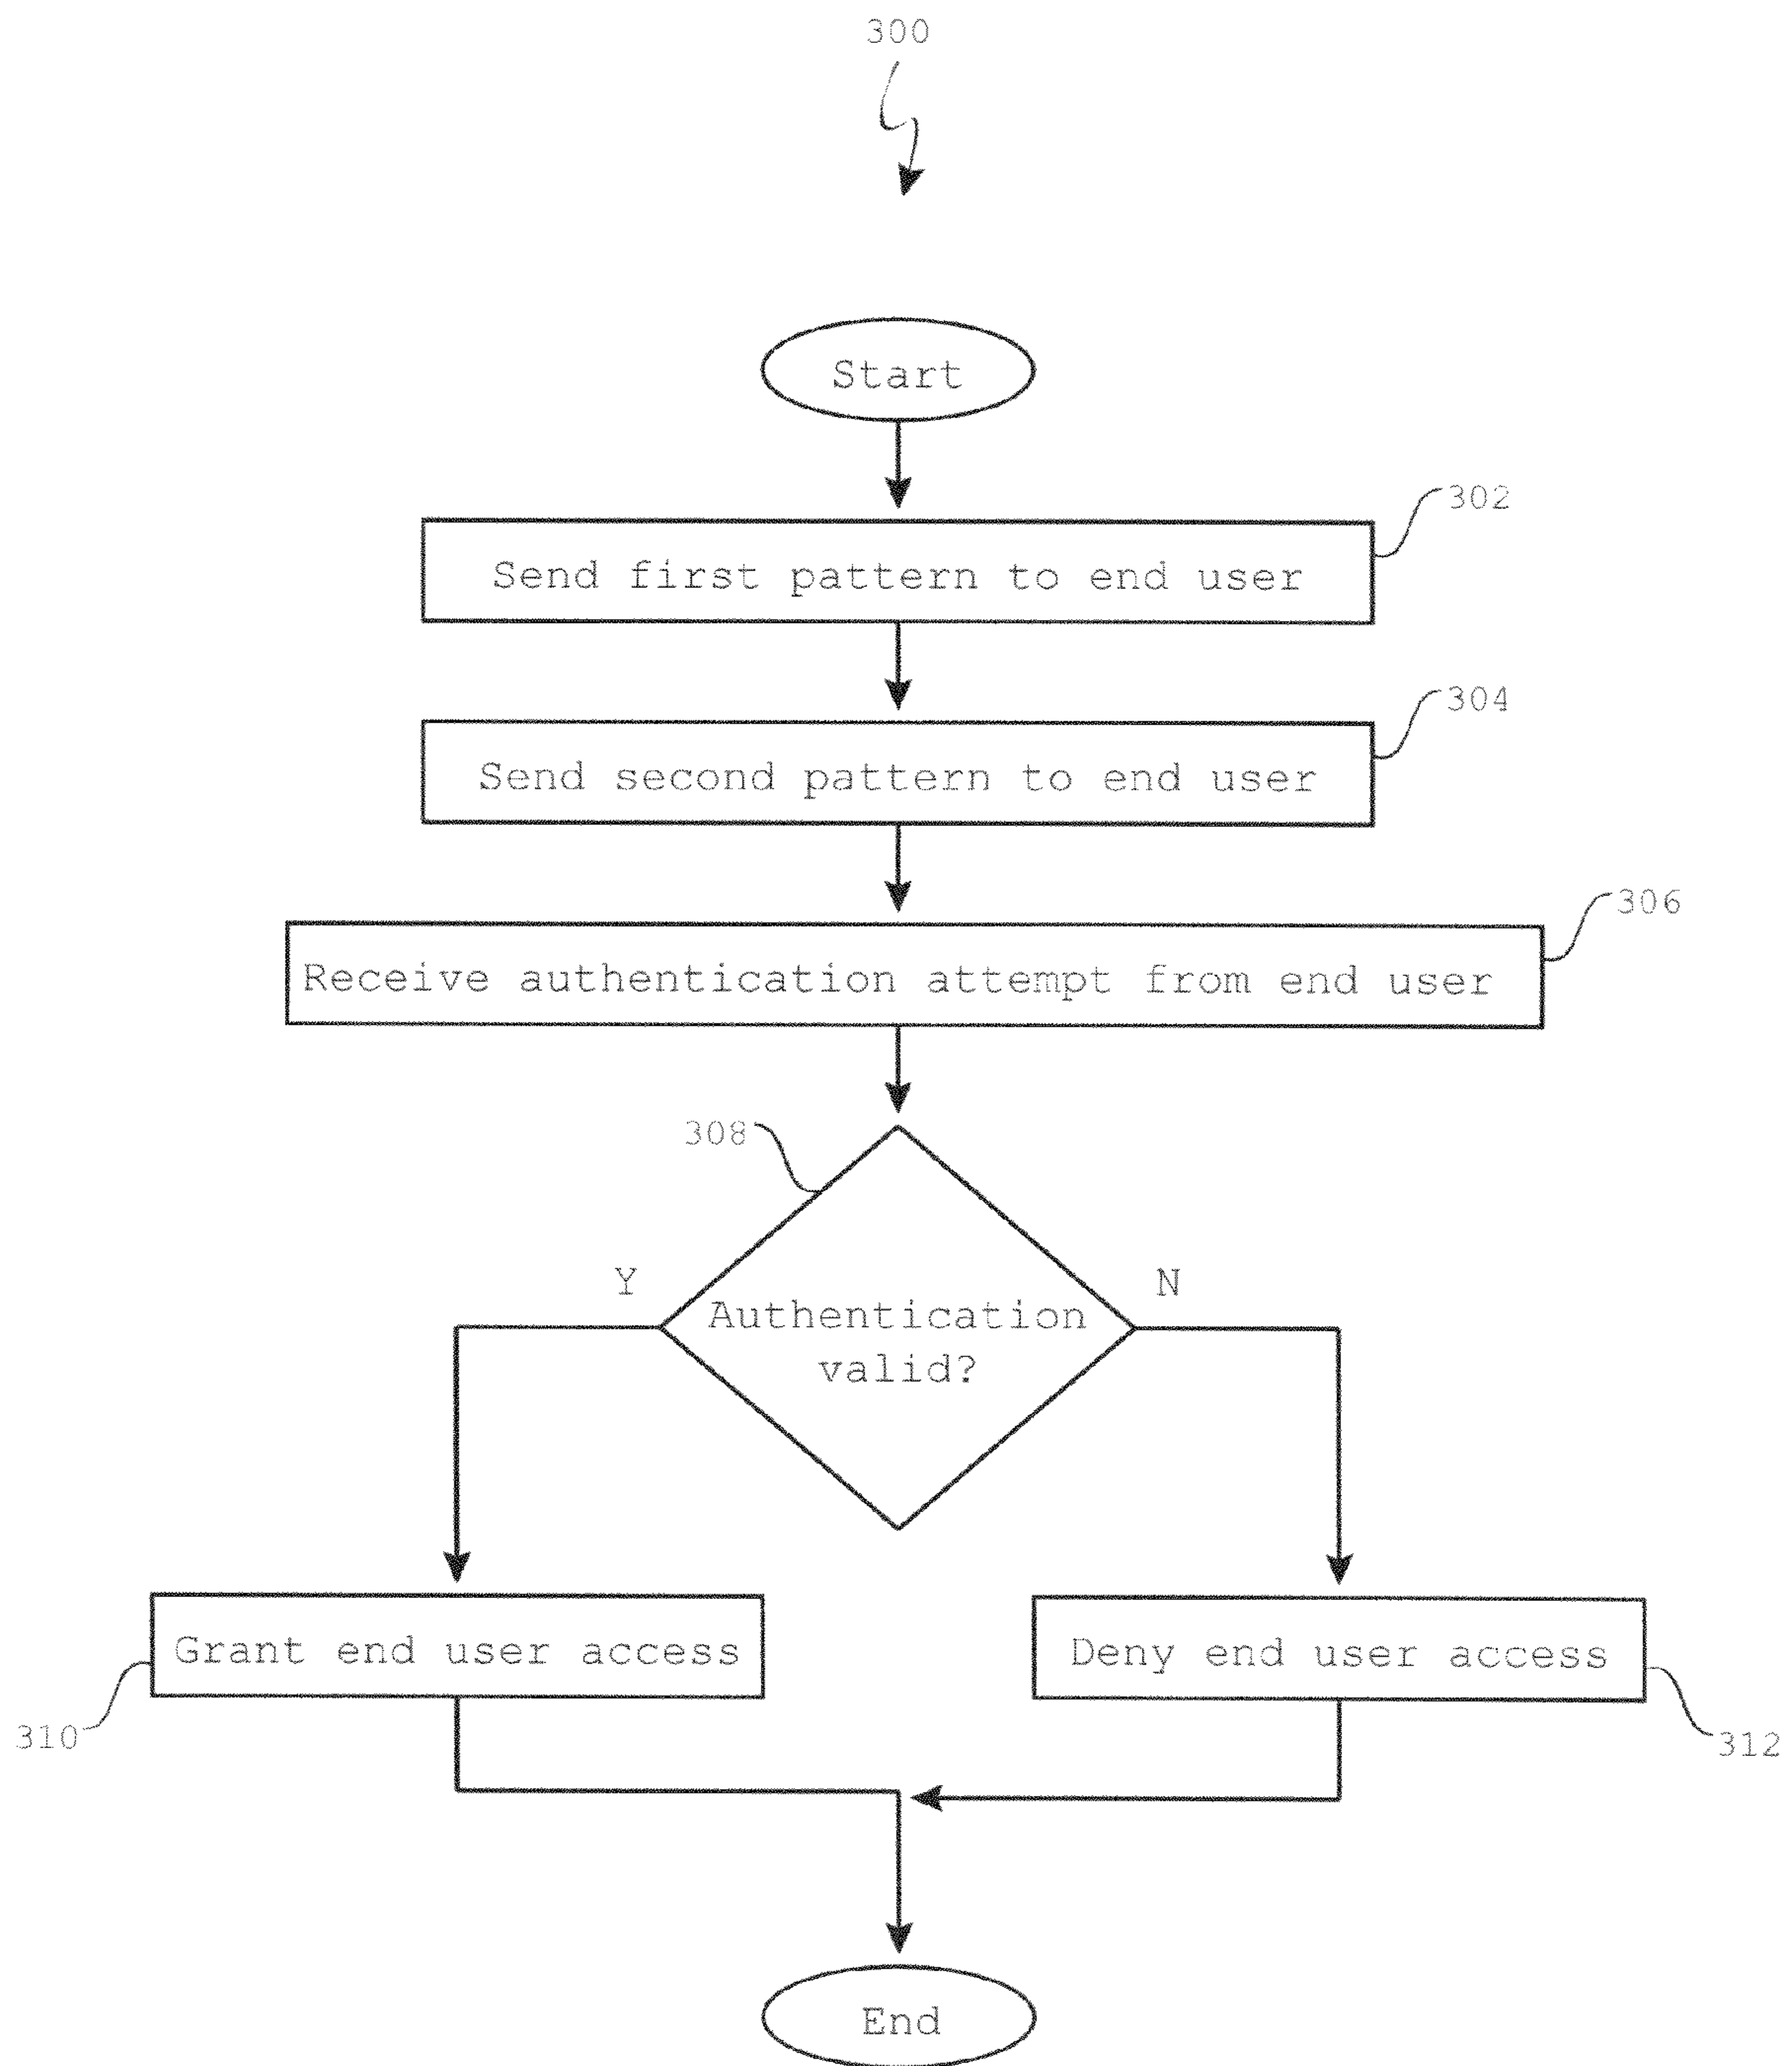 300
Start
302
Send first pattern to end user
304
Send second pattern to end user
306
Receive authentication attempt from end user
308
Y
N
Authentication
valid?
Grant end user access
Deny end user access
310
312
End